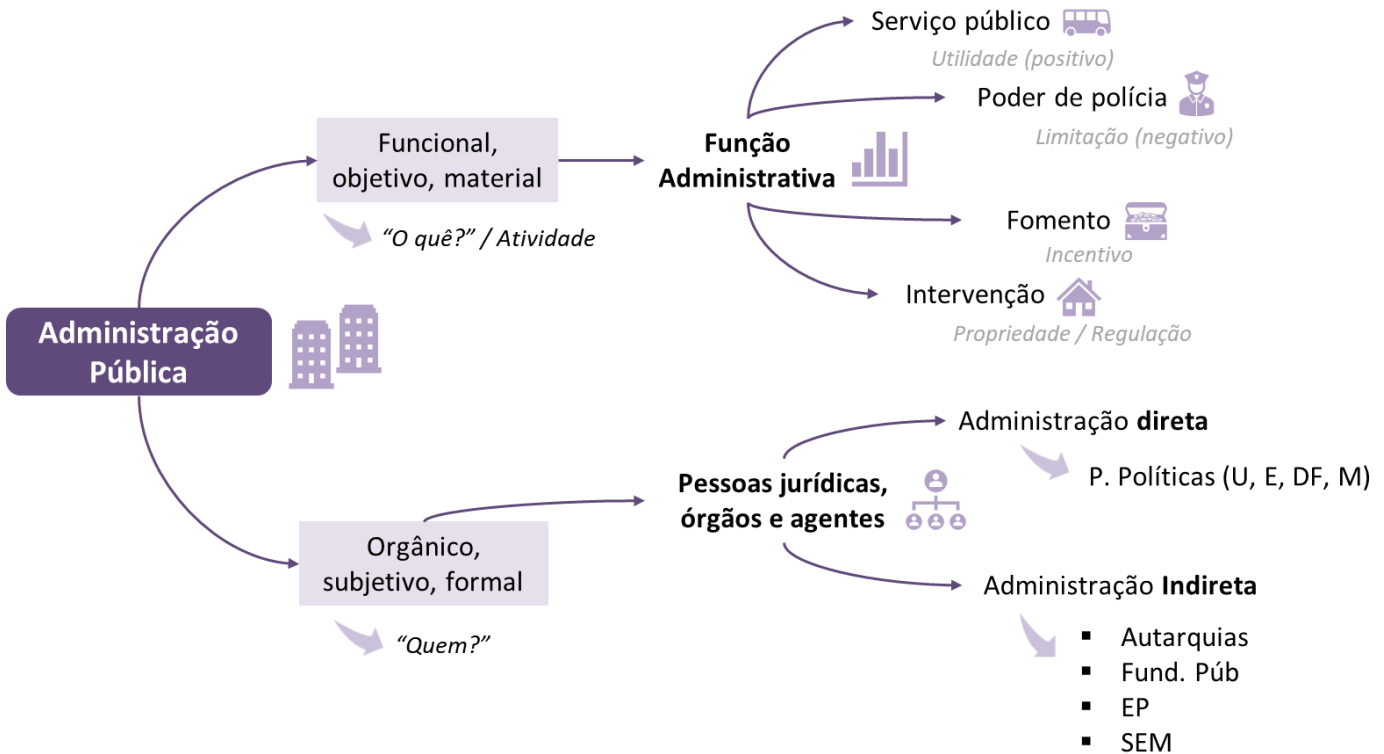 Serviço público
Utilidade (positivo)
Poder de polícia
Limitação (negativo)
Funcional,
objetivo, material
"O quê?" / Atividade
Função
Administrativa
Fomento
Incentivo
Intervenção
Propriedade / Regulação
Administração
Pública
Administração direta
P. Políticas (U, E, DF, M)
Pessoas jurídicas,
órgãos e agentes
Orgânico,
subjetivo, formal
"Quem?"
Administração Indireta
▪ Autarquias
▪ Fund. Púb
▪ EP
▪ SEM